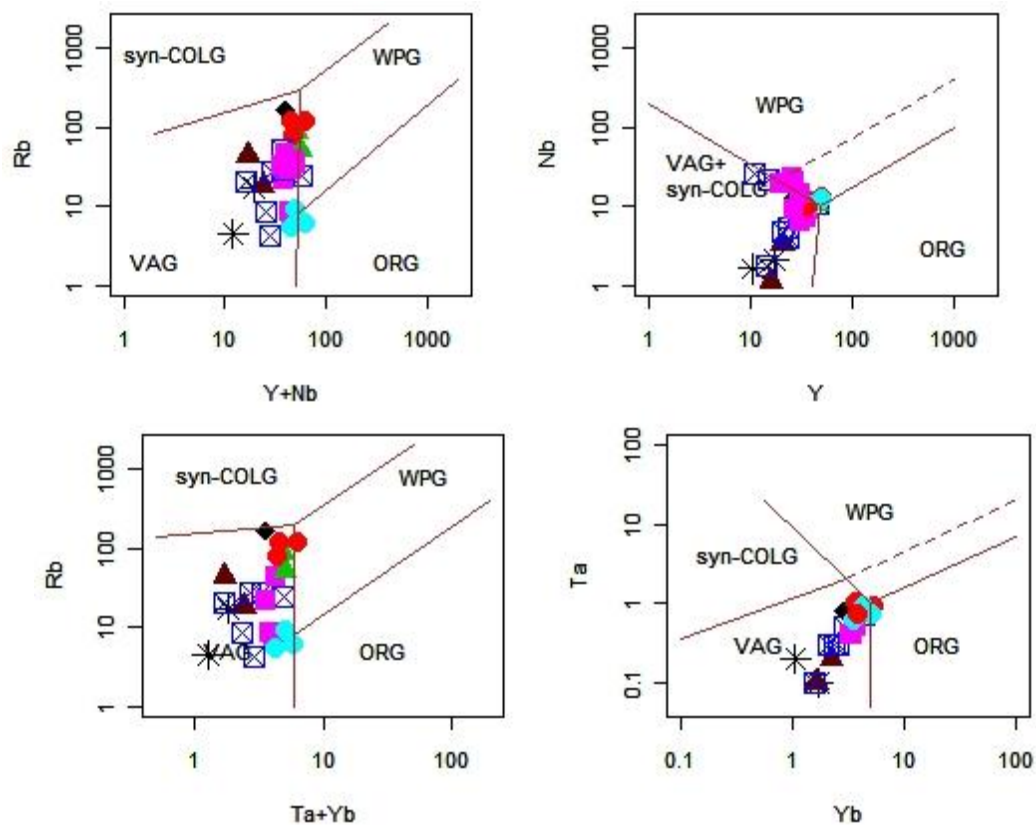 1000
100
10
1
Rb
syn-COLG
WPG
VAG
ORG
1 10 100 1000
Y+Nb
1000
100
10
1
Nb
WPG
VAG+
syn-COLG
ORG
1 10 100 1000
Y
1000
100
10
1
Rb
syn-COLG
WPG
VAG
ORG
1 10 100
Ta+Yb
100
10
1
0.1
Ta
WPG
syn-COLG
VAG
ORG
0.1 1 10 100
Yb